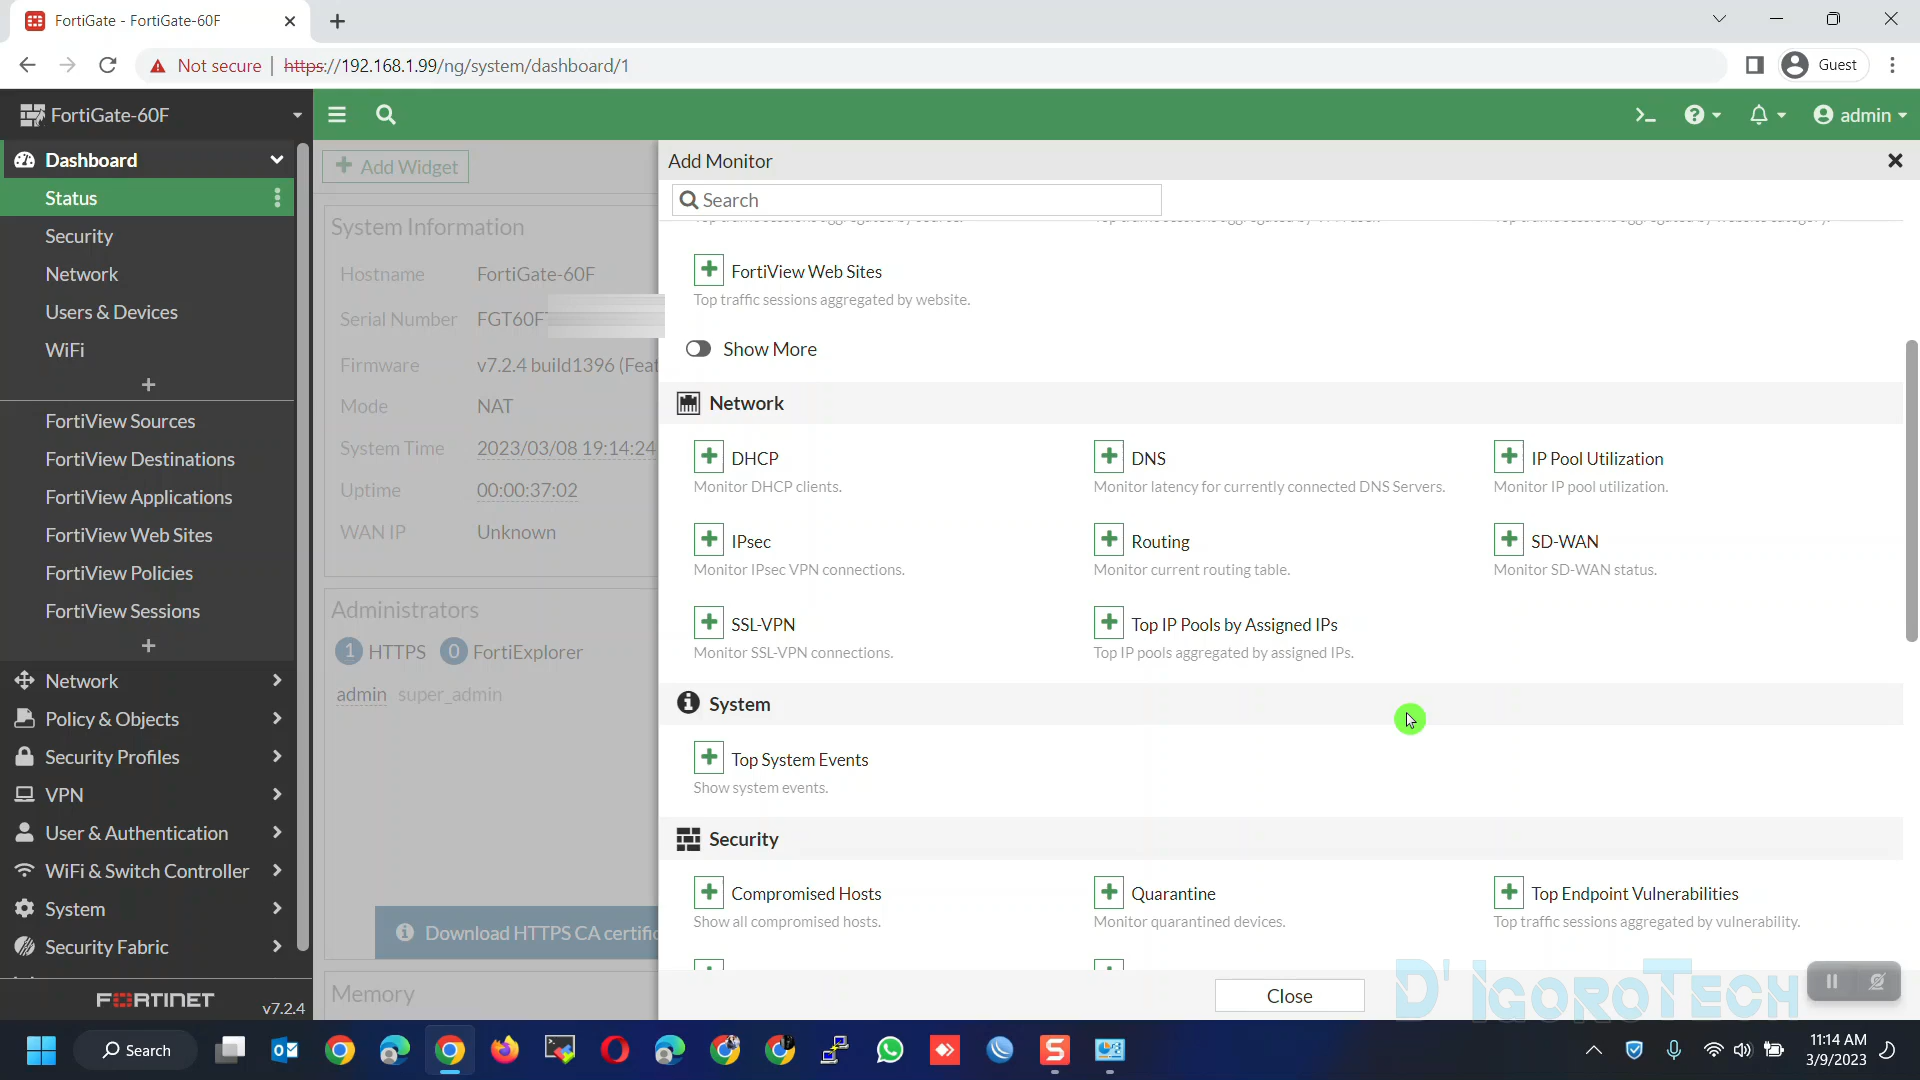 FortiGate - FortiGate-60F
Not secure https://192.168.1.99/ng/system/dashboard/1
Guest
FortiGate-60F
admin
Dashboard
Status
Security
Network
Users & Devices
WiFi
FortiView Sources
FortiView Destinations
FortiView Applications
FortiView Web Sites
FortiView Policies
FortiView Sessions
Network
Policy & Objects
Security Profiles
VPN
User & Authentication
WiFi & Switch Controller
System
Security Fabric
FORTINET v7.2.4
Add Widget
System Information
Hostname FortiGate-60F
Serial Number FGT60F
Firmware v7.2.4 build1396 (Feat
Mode NAT
System Time 2023/03/08 19:14:24
Uptime 00:00:37:02
WAN IP Unknown
Administrators
1 HTTPS 0 FortiExplorer
admin super_admin
Download HTTPS CA certific
Memory
Add Monitor
Search
FortiView Web Sites
Top traffic sessions aggregated by website.
Show More
Network
DHCP DNS IP Pool Utilization
Monitor DHCP clients. Monitor latency for currently connected DNS Servers. Monitor IP pool utilization.
IPsec Routing SD-WAN
Monitor IPsec VPN connections. Monitor current routing table. Monitor SD-WAN status.
SSL-VPN Top IP Pools by Assigned IPs
Monitor SSL-VPN connections. Top IP pools aggregated by assigned IPs.
System
Top System Events
Show system events.
Security
Compromised Hosts Quarantine Top Endpoint Vulnerabilities
Show all compromised hosts. Monitor quarantined devices. Top traffic sessions aggregated by vulnerability.
Close
D' IGOROTECH
Search
11:14 AM
3/9/2023